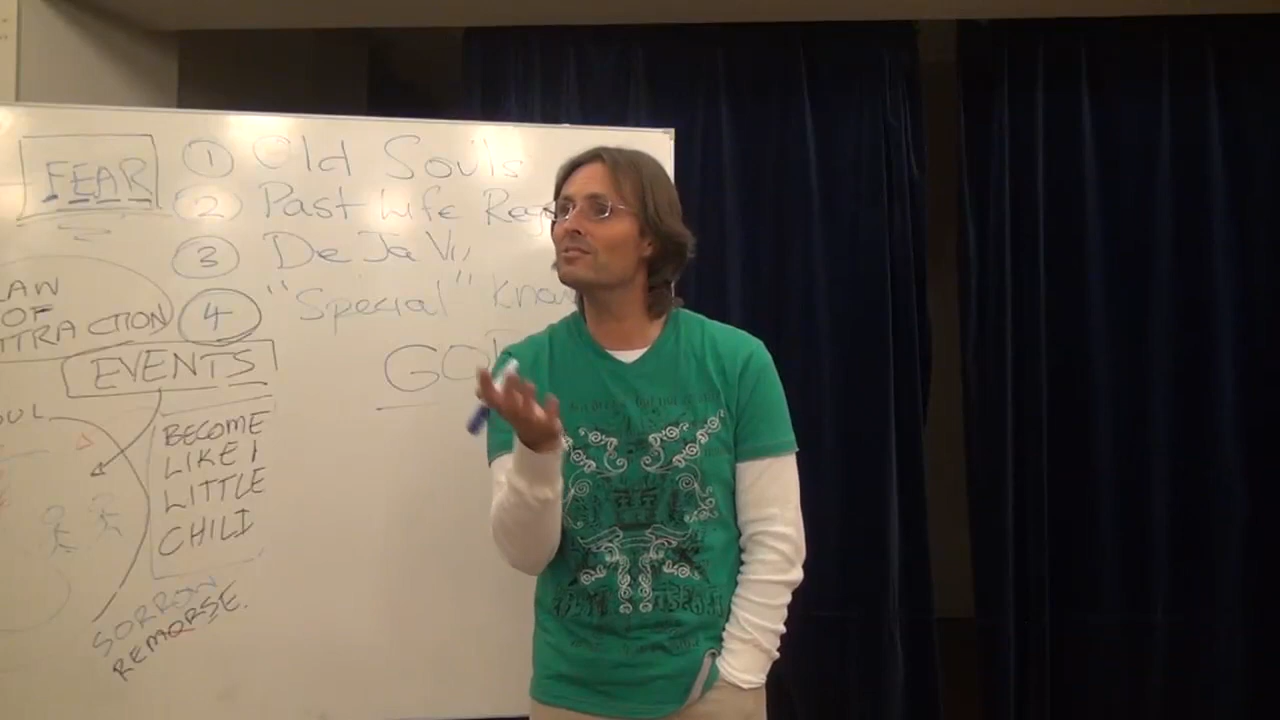 FEAR
1 Old Souls
2 Past Life Reg
3 De Ja Vu
4 "Special" Know
LAW
OF
TTRACTION
GOD
EVENTS
OUL
BECOME
LIKE A
LITTLE
CHILD
SORROW
REMORSE.